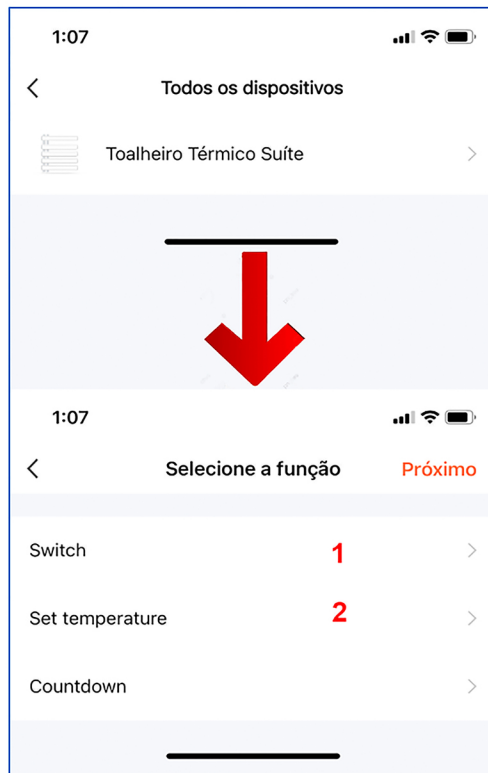 1:07
Todos os dispositivos
Toalheiro Térmico Suíte
1:07
Selecione a função Próximo
Switch 1
Set temperature 2
Countdown